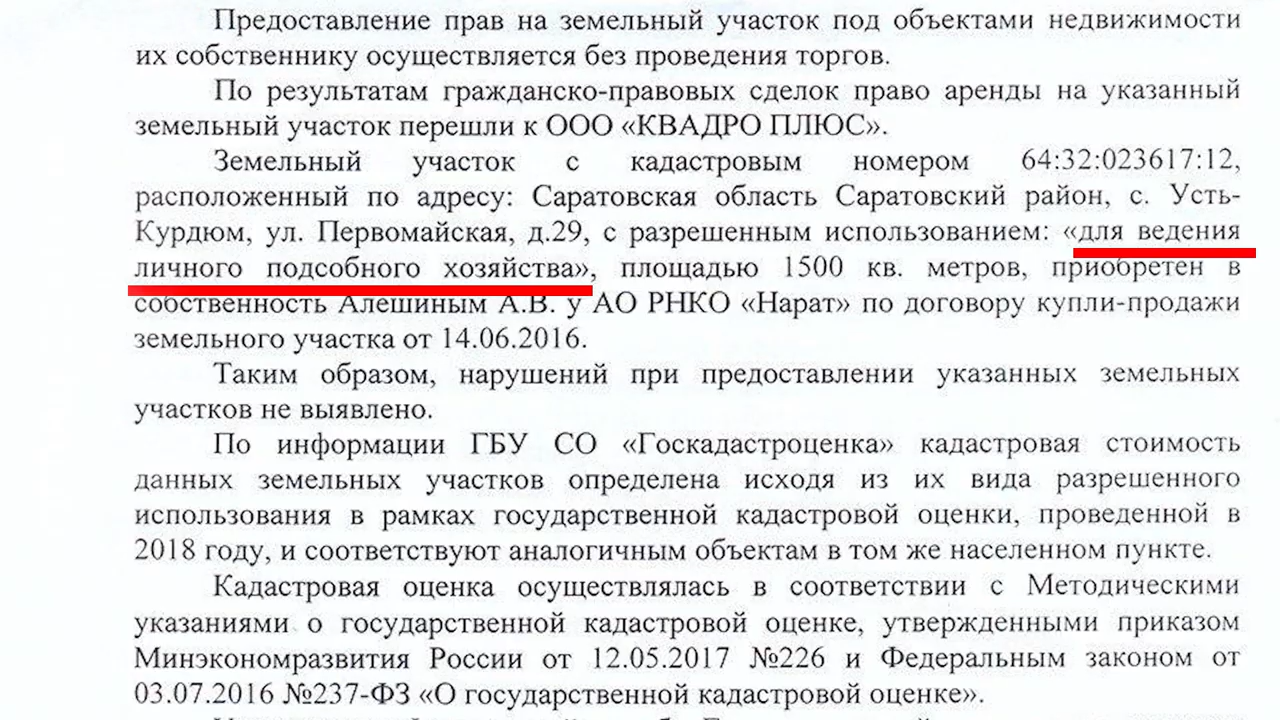 Предоставление прав на земельный участок под объектами недвижимости
их собственнику осуществляется без проведения торгов.
По результатам гражданско-правовых сделок право аренды на указанный
земельный участок перешли к ООО «КВАДРО ПЛЮС».
Земельный участок с кадастровым номером 64:32:023617:12,
расположенный по адресу: Саратовская область Саратовский район, с. Усть-
Курдюм, ул. Первомайская, д.29, с разрешенным использованием: «для ведения
личного подсобного хозяйства», площадью 1500 кв. метров, приобретен в
собственность Алешиным А.В. у АО РНКО «Нарат» по договору купли-продажи
земельного участка от 14.06.2016.
Таким образом, нарушений при предоставлении указанных земельных
участков не выявлено.
По информации ГБУ СО «Госкадастроценка» кадастровая стоимость
данных земельных участков определена исходя из их вида разрешенного
использования в рамках государственной кадастровой оценки, проведенной в
2018 году, и соответствуют аналогичным объектам в том же населенном пункте.
Кадастровая оценка осуществлялась в соответствии с Методическими
указаниями о государственной кадастровой оценке, утвержденными приказом
Минэкономразвития России от 12.05.2017 №226 и Федеральным законом от
03.07.2016 №237-ФЗ «О государственной кадастровой оценке».